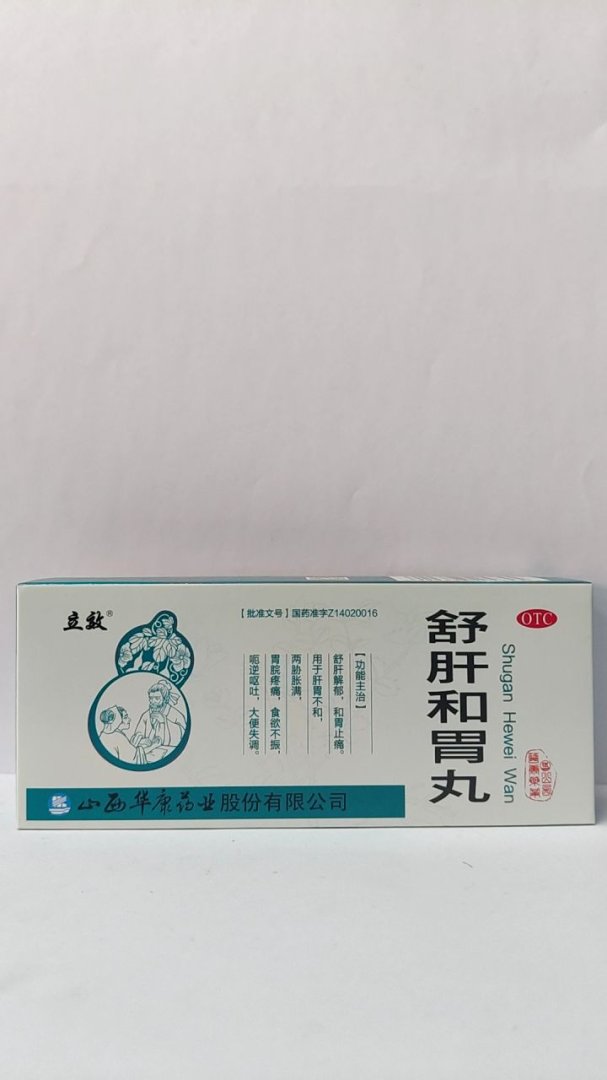 立效®
【批准文号】国药准字Z14020016
【功能主治】
舒肝解郁，和胃止痛。
用于肝胃不和，
两胁胀满，
胃脘疼痛，食欲不振，
呃逆呕吐，大便失调。
舒肝和胃丸
Shugan Hewei Wan
OTC
山西华康药业股份有限公司